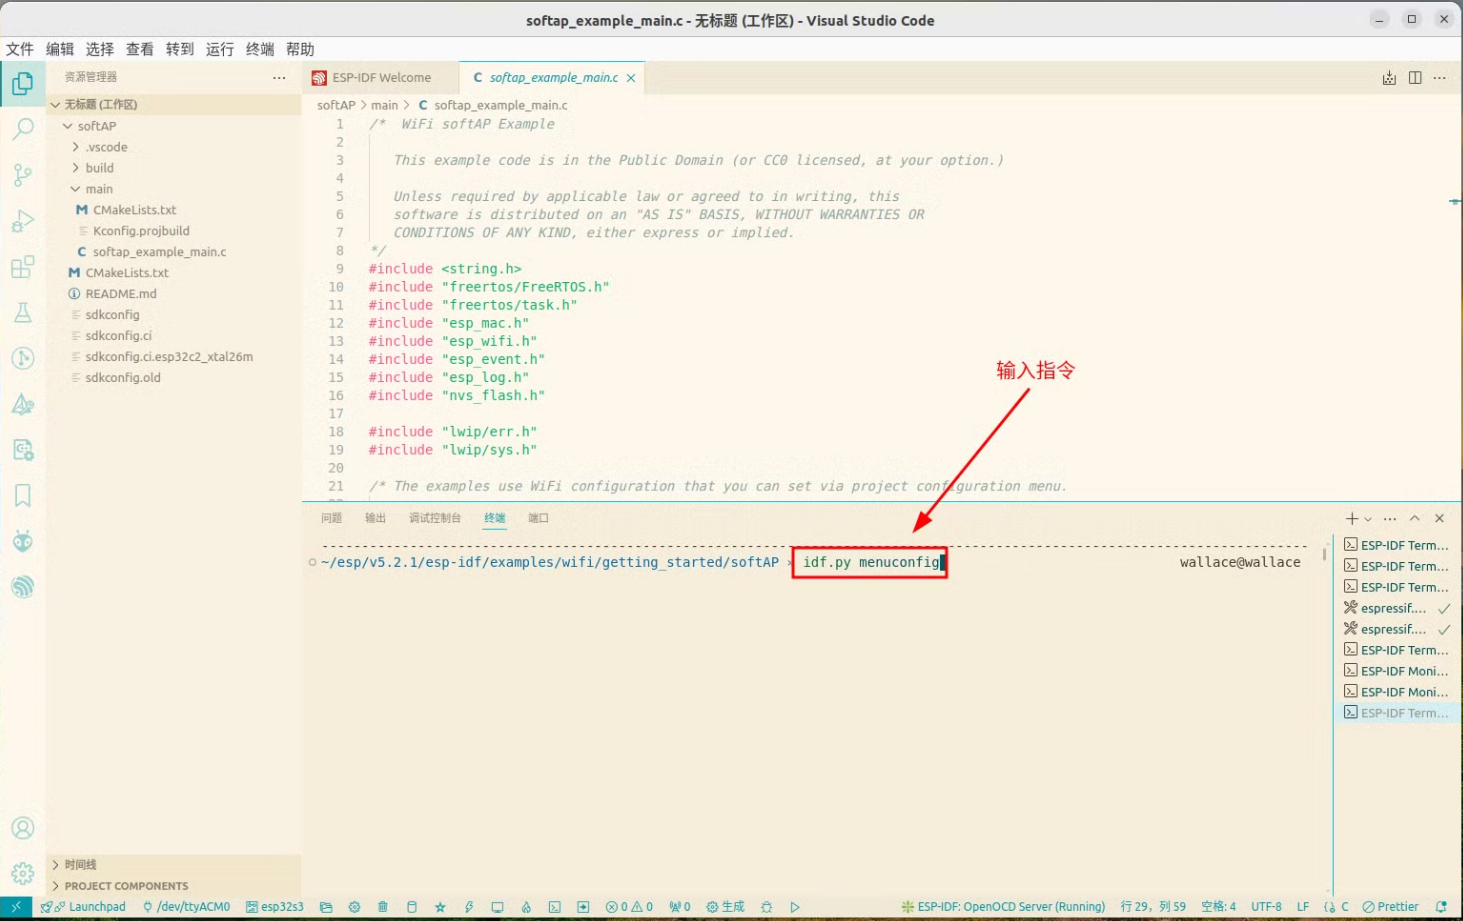 softap_example_main.c - 无标题 (工作区) - Visual Studio Code
文件 编辑 选择 查看 转到 运行 终端 帮助
资源管理器
ESP-IDF Welcome
softap_example_main.c
无标题 (工作区)
softAP
.vscode
build
main
CMakeLists.txt
Kconfig.projbuild
softap_example_main.c
CMakeLists.txt
README.md
sdkconfig
sdkconfig.ci
sdkconfig.ci.esp32c2_xtal26m
sdkconfig.old
时间线
PROJECT COMPONENTS
softAP > main > C softap_example_main.c
1 /*  WiFi softAP Example
2
3 This example code is in the Public Domain (or CC0 licensed, at your option.)
4
5 Unless required by applicable law or agreed to in writing, this
6 software is distributed on an "AS IS" BASIS, WITHOUT WARRANTIES OR
7 CONDITIONS OF ANY KIND, either express or implied.
8 */
9 #include <string.h>
10 #include "freertos/FreeRTOS.h"
11 #include "freertos/task.h"
12 #include "esp_mac.h"
13 #include "esp_wifi.h"
14 #include "esp_event.h"
15 #include "esp_log.h"
16 #include "nvs_flash.h"
17
18 #include "lwip/err.h"
19 #include "lwip/sys.h"
20
21 /* The examples use WiFi configuration that you can set via project configuration menu.
输入指令
问题 输出 调试控制台 终端 端口
~/esp/v5.2.1/esp-idf/examples/wifi/getting_started/softAP > idf.py menuconfig wallace@wallace
ESP-IDF Term...
ESP-IDF Term...
ESP-IDF Term...
espressif....
espressif....
ESP-IDF Term...
ESP-IDF Moni...
ESP-IDF Moni...
ESP-IDF Term...
Launchpad /dev/ttyACM0 esp32s3 0 0 0 生成 ESP-IDF: OpenOCD Server (Running) 行 29，列 59 空格: 4 UTF-8 LF {} C Prettier